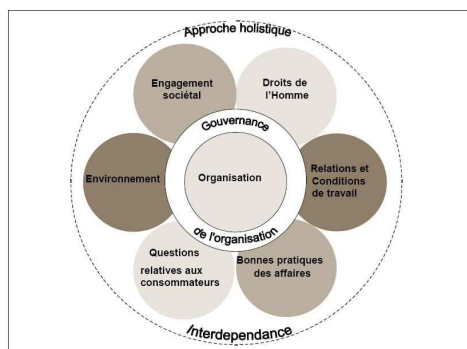 Approche holistique
Engagement
sociétal
Droits de
l'Homme
Gouvernance
Environnement
Organisation
Relations et
Conditions
de travail
de l'organisation
Questions
relatives aux
consommateurs
Bonnes pratiques
des affaires
Interdependance